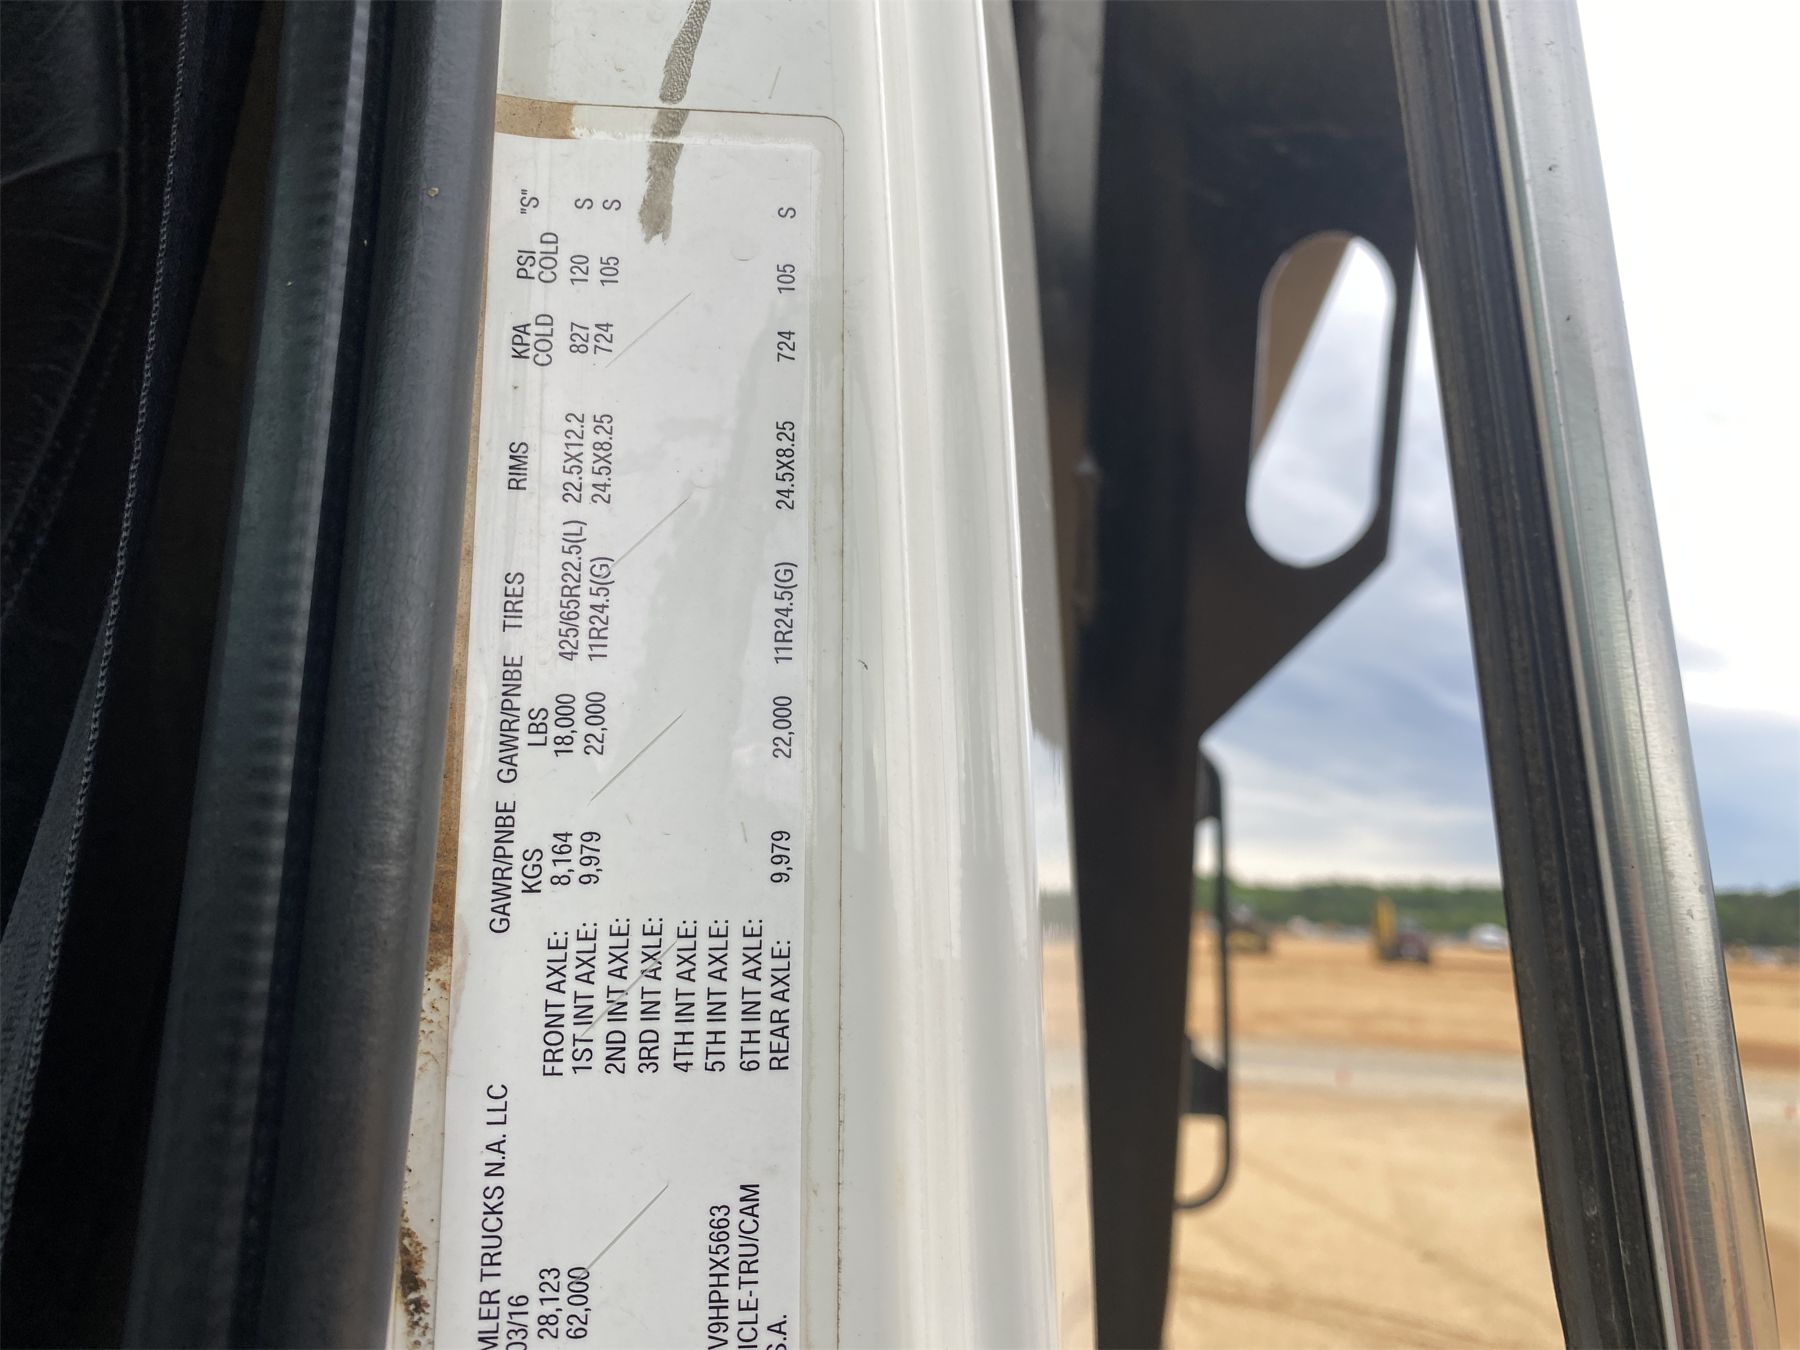 MLER TRUCKS N.A. LLC
03/16
28,123
62,000
V9HPHX5663
ICLE-TRU/CAM
S.A.
GAWR/PNBE GAWR/PNBE TIRES RIMS KPA PSI "S"
KGS LBS COLD COLD
FRONT AXLE: 8,164 18,000 425/65R22.5(L) 22.5X12.2 827 120 S
1ST INT AXLE: 9,979 22,000 11R24.5(G) 24.5X8.25 724 105 S
2ND INT AXLE:
3RD INT AXLE:
4TH INT AXLE:
5TH INT AXLE:
6TH INT AXLE:
REAR AXLE: 9,979 22,000 11R24.5(G) 24.5X8.25 724 105 S